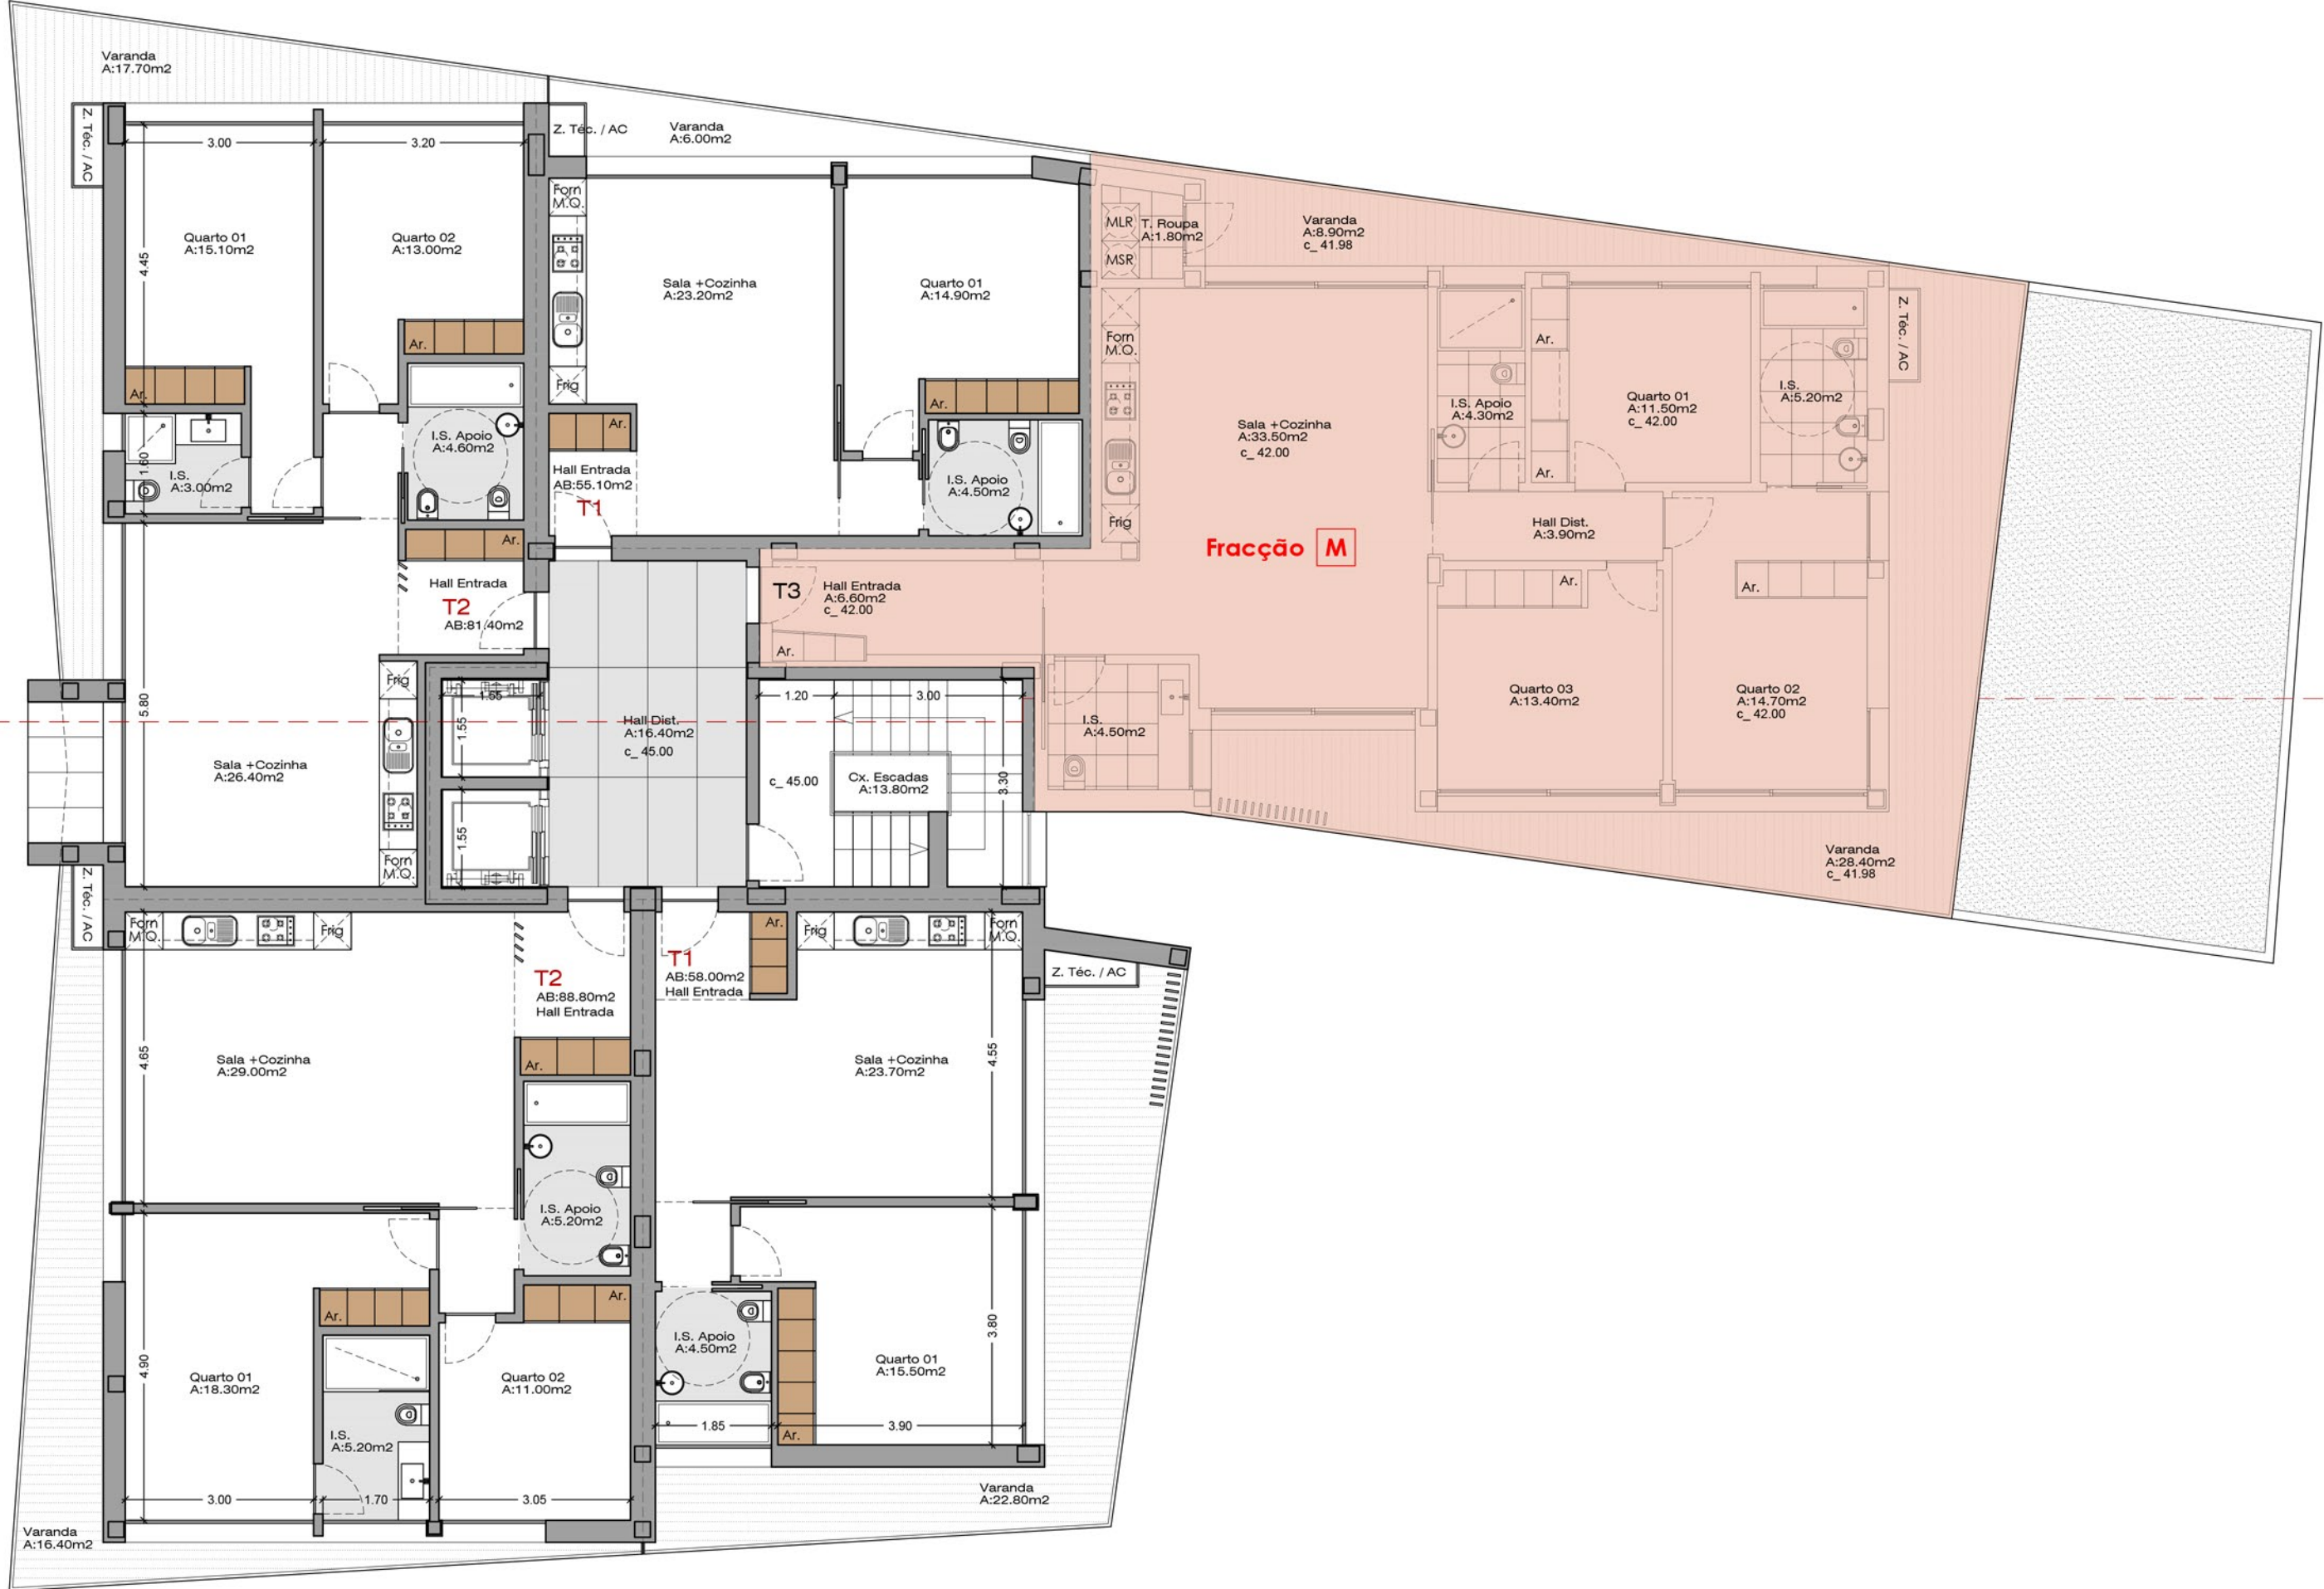 Varanda
A:17.70m2
Z. Téc. / AC
3.00
3.20
4.45
Quarto 01
A:15.10m2
Quarto 02
A:13.00m2
Ar.
Ar.
1.60
I.S.
A:3.00m2
I.S. Apoio
A:4.60m2
Ar.
Hall Entrada
T2
AB:81.40m2
5.80
Sala +Cozinha
A:26.40m2
Frig
Forn
M.O.
Z. Téc. / AC
Z. Téc. / AC
Varanda
A:6.00m2
Forn
M.O.
Frig
Sala +Cozinha
A:23.20m2
Quarto 01
A:14.90m2
Ar.
Ar.
Hall Entrada
AB:55.10m2
T1
I.S. Apoio
A:4.50m2
1.55
1.55
1.55
Hall Dist.
A:16.40m2
c_ 45.00
1.20
3.00
c_ 45.00
Cx. Escadas
A:13.80m2
3.30
MLR
MSR
T. Roupa
A:1.80m2
Varanda
A:8.90m2
c_ 41.98
Forn
M.O.
Frig
Sala +Cozinha
A:33.50m2
c_ 42.00
I.S. Apoio
A:4.30m2
Ar.
Ar.
Quarto 01
A:11.50m2
c_ 42.00
I.S.
A:5.20m2
Z. Téc. / AC
Fracção M
Hall Dist.
A:3.90m2
T3
Hall Entrada
A:6.60m2
c_ 42.00
Ar.
Ar.
Ar.
I.S.
A:4.50m2
Quarto 03
A:13.40m2
Quarto 02
A:14.70m2
c_ 42.00
Varanda
A:28.40m2
c_ 41.98
Forn
M.O.
Frig
T2
AB:88.80m2
Hall Entrada
4.65
Sala +Cozinha
A:29.00m2
Ar.
I.S. Apoio
A:5.20m2
Ar.
Ar.
4.90
Quarto 01
A:18.30m2
I.S.
A:5.20m2
Quarto 02
A:11.00m2
3.00
1.70
3.05
Varanda
A:16.40m2
T1
AB:58.00m2
Hall Entrada
Ar.
Frig
Forn
M.O.
Z. Téc. / AC
Sala +Cozinha
A:23.70m2
4.55
I.S. Apoio
A:4.50m2
Quarto 01
A:15.50m2
3.80
1.85
Ar.
3.90
Varanda
A:22.80m2